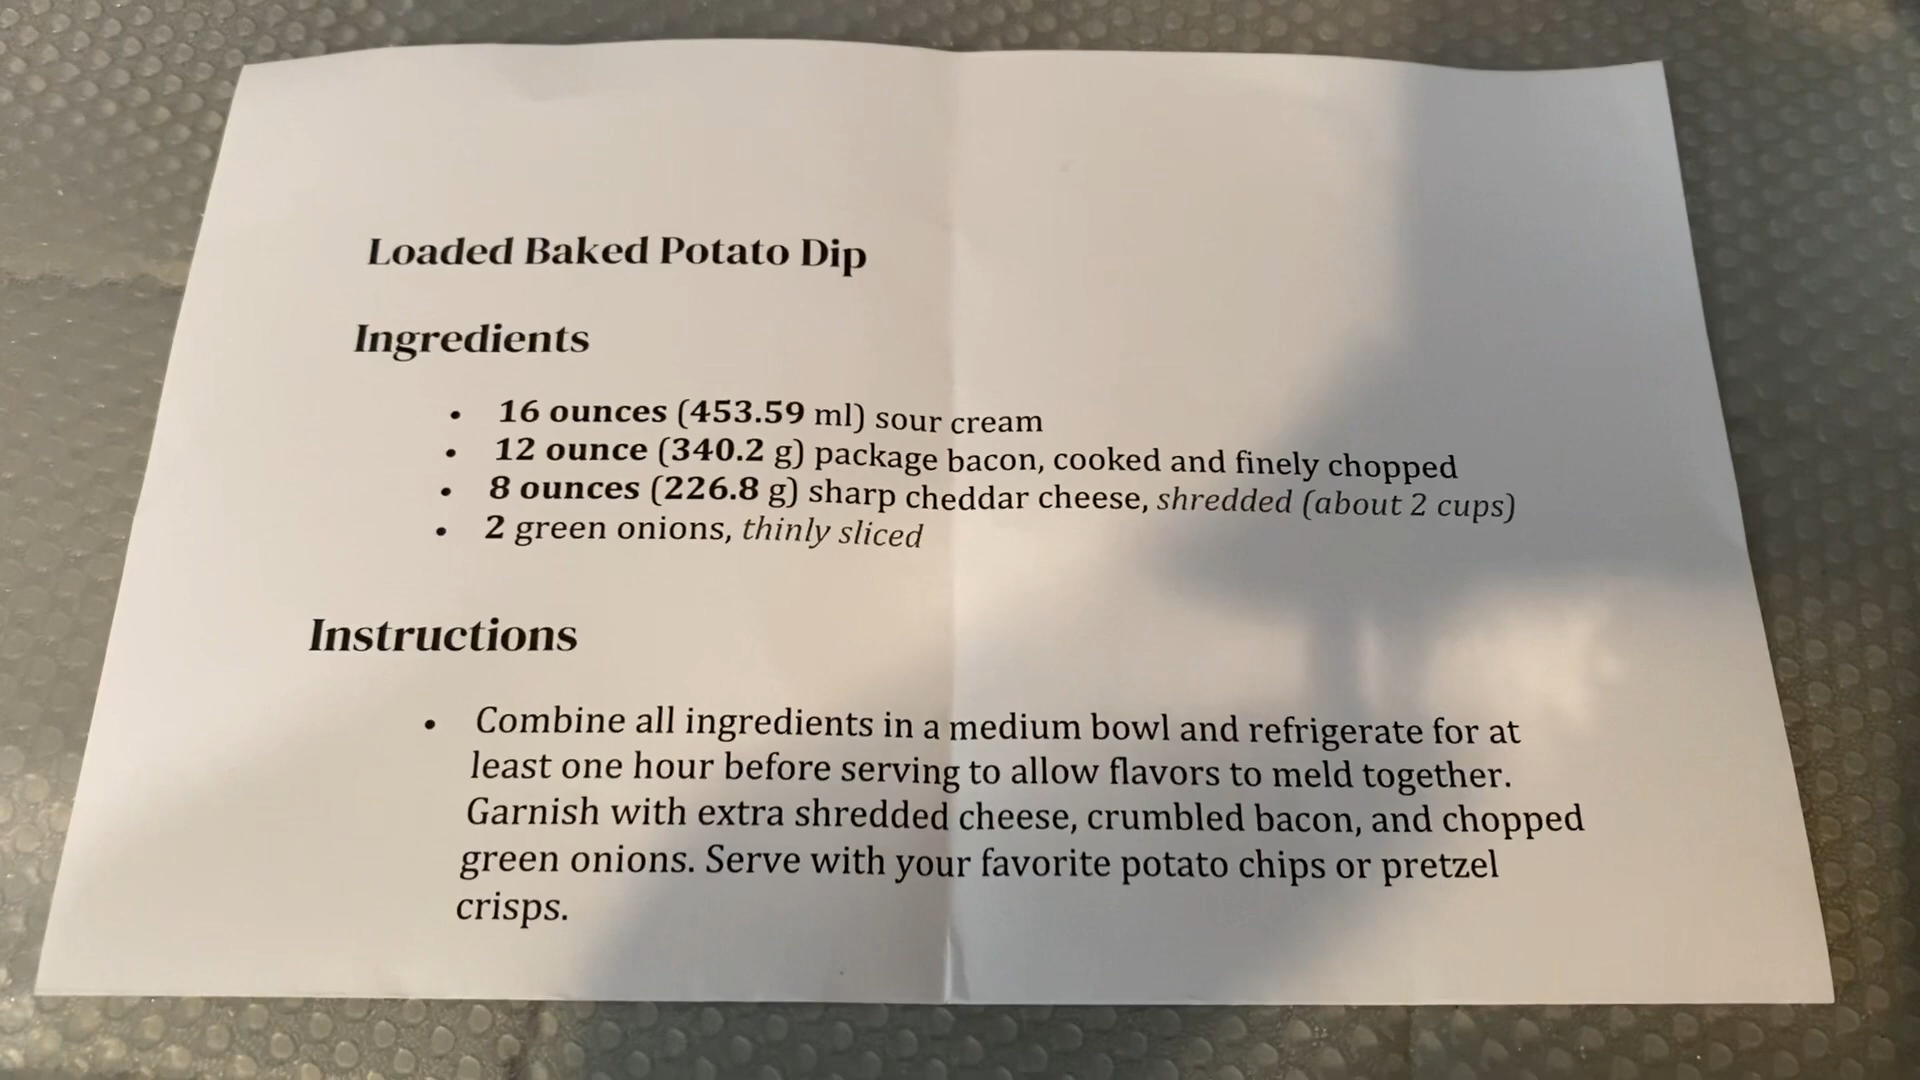 Loaded Baked Potato Dip
Ingredients
• 16 ounces (453.59 ml) sour cream
• 12 ounce (340.2 g) package bacon, cooked and finely chopped
• 8 ounces (226.8 g) sharp cheddar cheese, shredded (about 2 cups)
• 2 green onions, thinly sliced
Instructions
• Combine all ingredients in a medium bowl and refrigerate for at
least one hour before serving to allow flavors to meld together.
Garnish with extra shredded cheese, crumbled bacon, and chopped
green onions. Serve with your favorite potato chips or pretzel
crisps.